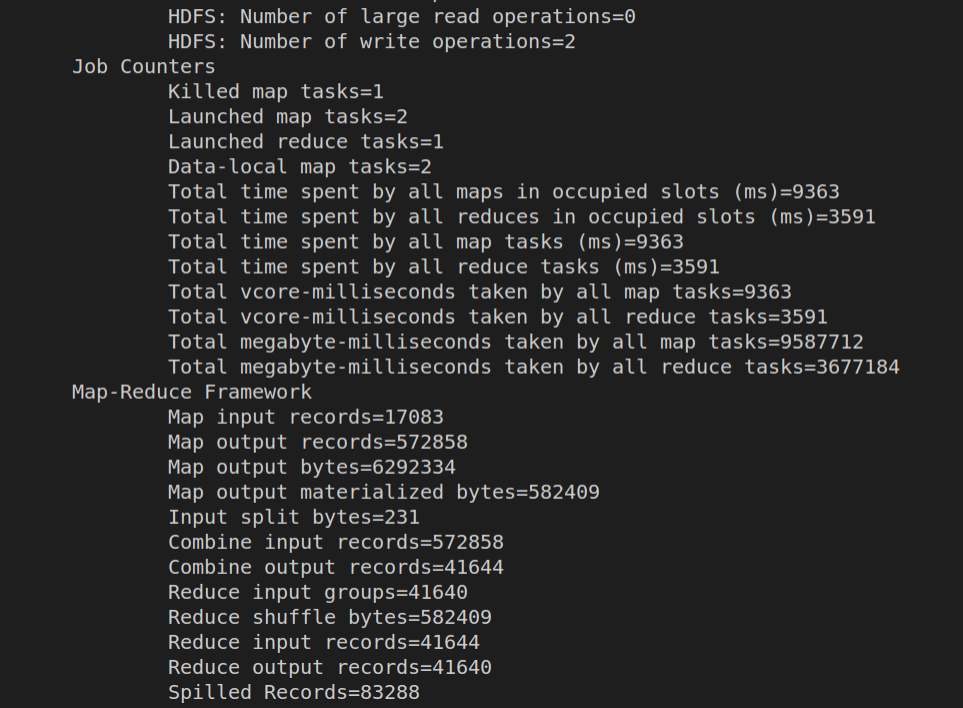 HDFS: Number of large read operations=0
HDFS: Number of write operations=2
Job Counters
Killed map tasks=1
Launched map tasks=2
Launched reduce tasks=1
Data-local map tasks=2
Total time spent by all maps in occupied slots (ms)=9363
Total time spent by all reduces in occupied slots (ms)=3591
Total time spent by all map tasks (ms)=9363
Total time spent by all reduce tasks (ms)=3591
Total vcore-milliseconds taken by all map tasks=9363
Total vcore-milliseconds taken by all reduce tasks=3591
Total megabyte-milliseconds taken by all map tasks=9587712
Total megabyte-milliseconds taken by all reduce tasks=3677184
Map-Reduce Framework
Map input records=17083
Map output records=572858
Map output bytes=6292334
Map output materialized bytes=582409
Input split bytes=231
Combine input records=572858
Combine output records=41644
Reduce input groups=41640
Reduce shuffle bytes=582409
Reduce input records=41644
Reduce output records=41640
Spilled Records=83288